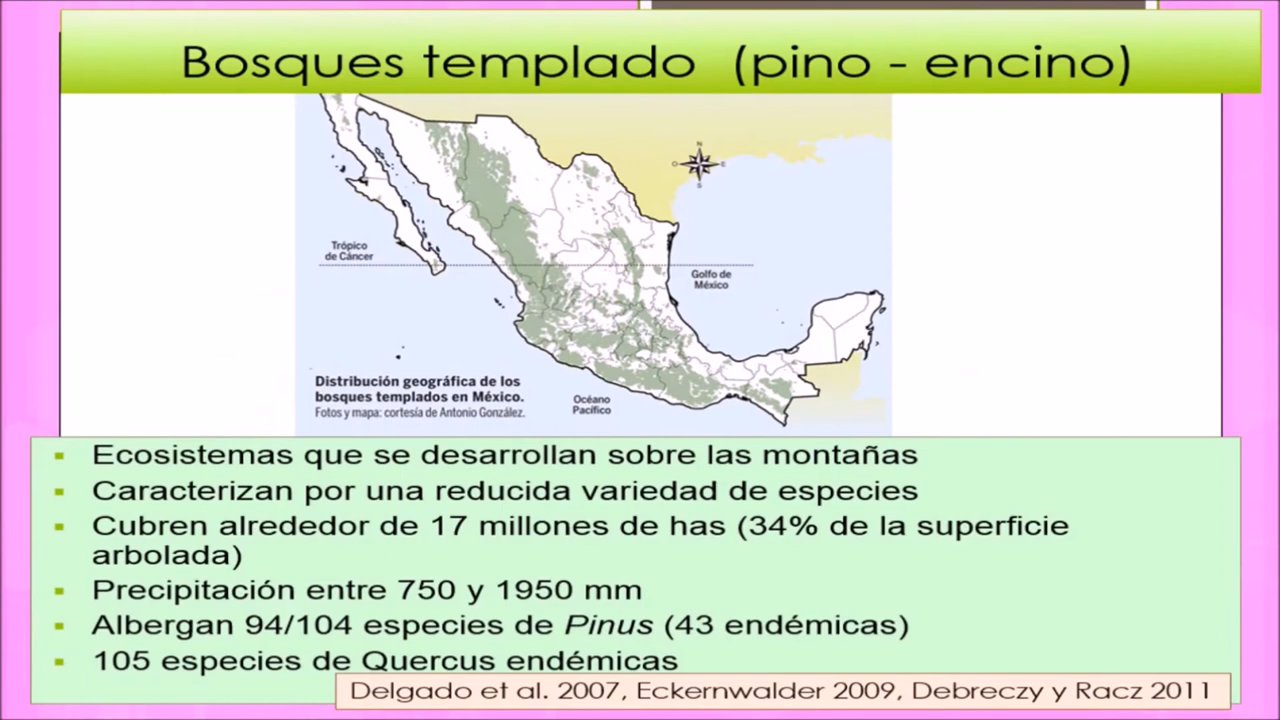 Bosques templado (pino - encino)
N
O
E
S
Trópico
de Cáncer
Golfo de
México
Distribución geográfica de los
bosques templados en México.
Fotos y mapa: cortesía de Antonio González.
Océano
Pacífico
▪ Ecosistemas que se desarrollan sobre las montañas
▪ Caracterizan por una reducida variedad de especies
▪ Cubren alrededor de 17 millones de has (34% de la superficie
arbolada)
▪ Precipitación entre 750 y 1950 mm
▪ Albergan 94/104 especies de Pinus (43 endémicas)
▪ 105 especies de Quercus endémicas
Delgado et al. 2007, Eckernwalder 2009, Debreczy y Racz 2011